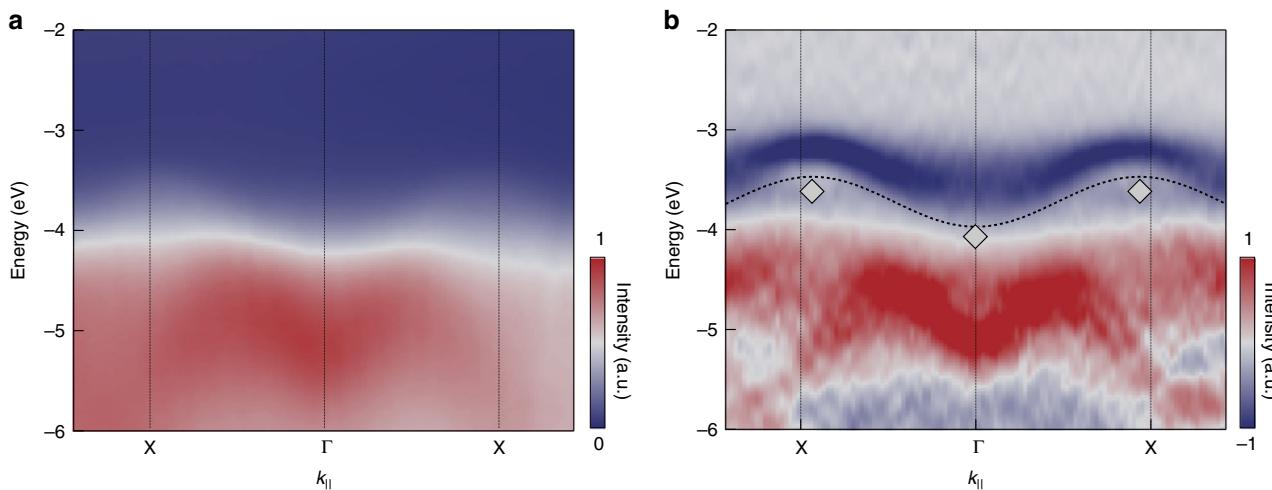 a
–2
–3
–4
–5
–6
Energy (eV)
X
Γ
X
k||
1
0
Intensity (a.u.)
b
–2
–3
–4
–5
–6
Energy (eV)
X
Γ
X
k||
1
–1
Intensity (a.u.)